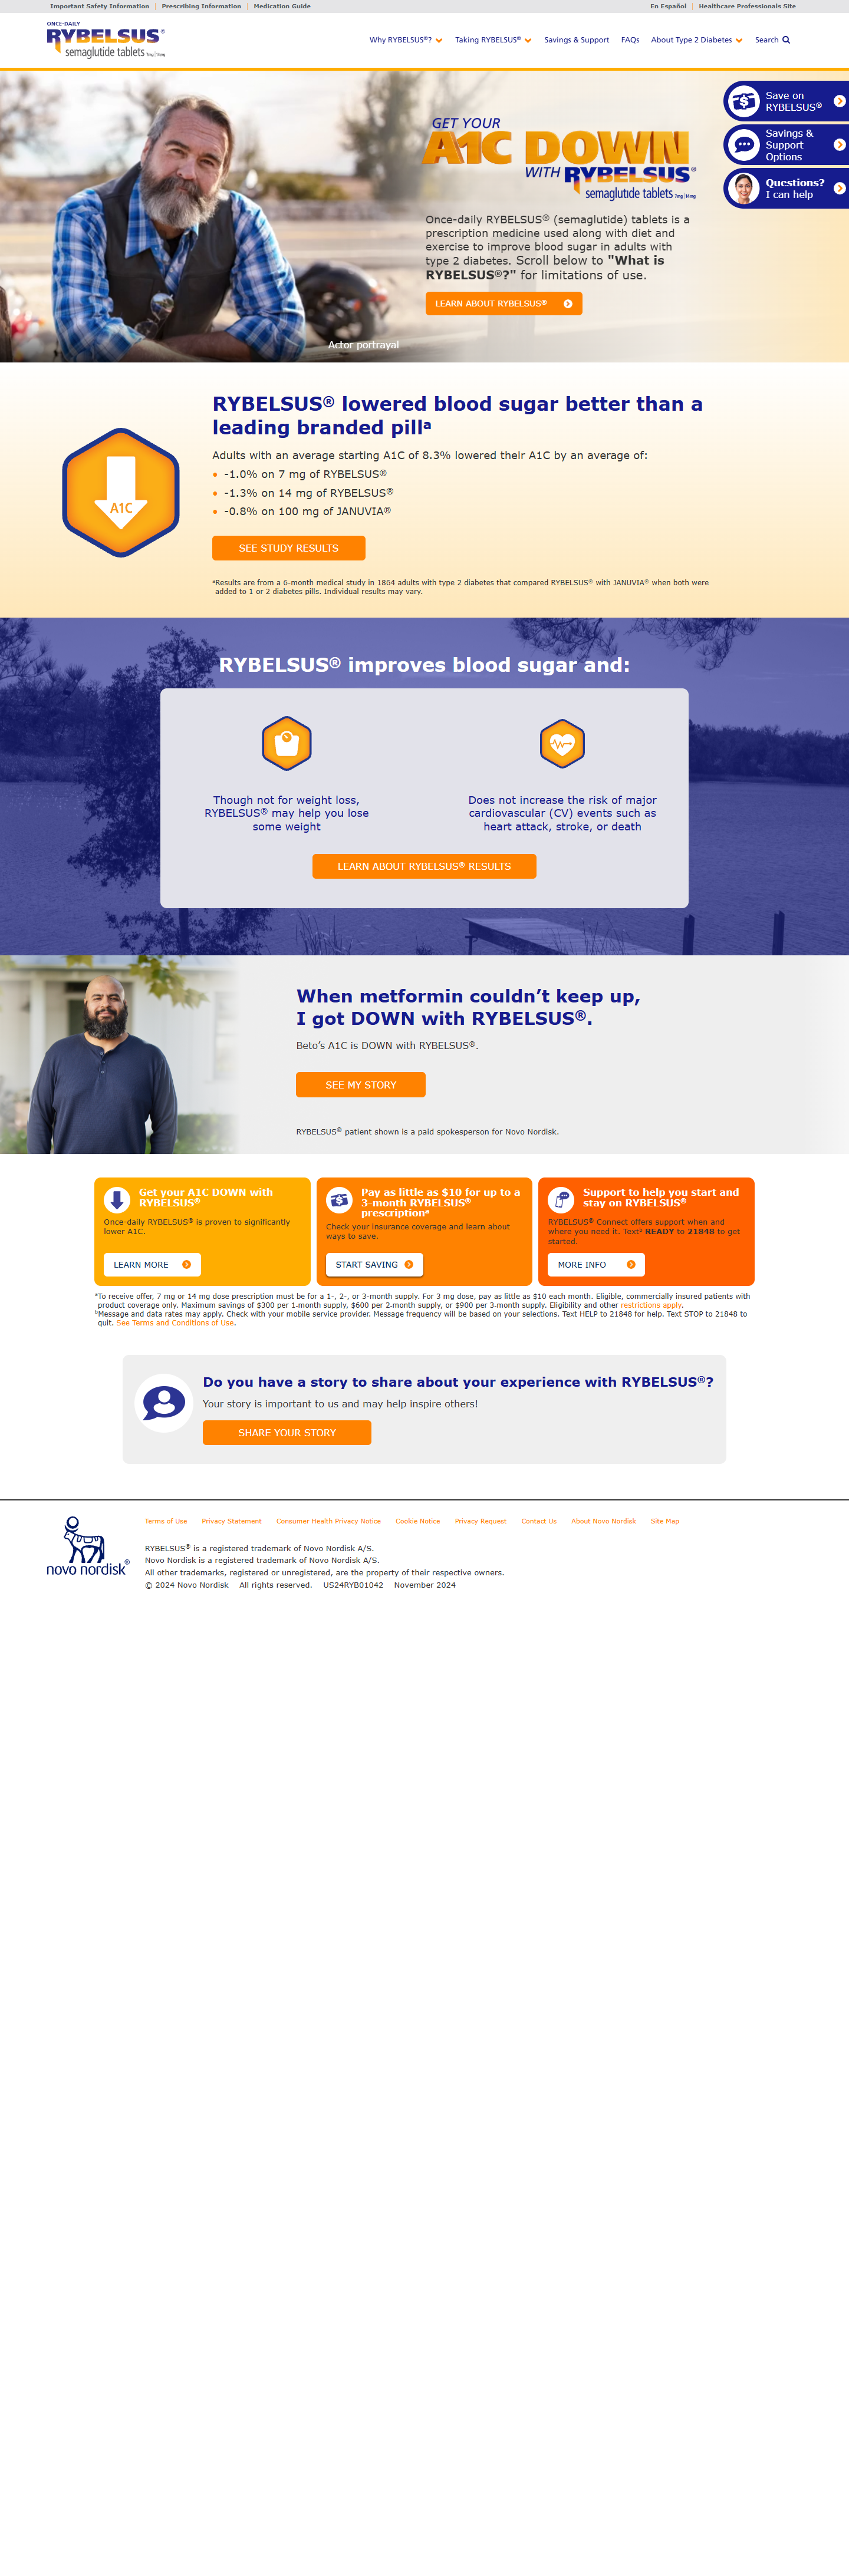 Important Safety Information
Prescribing Information
Medication Guide
En Español
Healthcare Professionals Site
ONCE-DAILY
RYBELSUS®
semaglutide tablets 7mg | 14mg
Why RYBELSUS®?
Taking RYBELSUS®
Savings & Support
FAQs
About Type 2 Diabetes
Search
Save on
RYBELSUS®
Savings &
Support
Options
Questions?
I can help
GET YOUR
A1C DOWN
WITH RYBELSUS®
semaglutide tablets 7mg | 14mg
Once-daily RYBELSUS® (semaglutide) tablets is a
prescription medicine used along with diet and
exercise to improve blood sugar in adults with
type 2 diabetes. Scroll below to "What is
RYBELSUS®?" for limitations of use.
LEARN ABOUT RYBELSUS®
Actor portrayal
RYBELSUS® lowered blood sugar better than a
leading branded pillᵃ
A1C
Adults with an average starting A1C of 8.3% lowered their A1C by an average of:
-1.0% on 7 mg of RYBELSUS®
-1.3% on 14 mg of RYBELSUS®
-0.8% on 100 mg of JANUVIA®
SEE STUDY RESULTS
ᵃResults are from a 6-month medical study in 1864 adults with type 2 diabetes that compared RYBELSUS® with JANUVIA® when both were
added to 1 or 2 diabetes pills. Individual results may vary.
RYBELSUS® improves blood sugar and:
Though not for weight loss,
RYBELSUS® may help you lose
some weight
Does not increase the risk of major
cardiovascular (CV) events such as
heart attack, stroke, or death
LEARN ABOUT RYBELSUS® RESULTS
When metformin couldn’t keep up,
I got DOWN with RYBELSUS®.
Beto’s A1C is DOWN with RYBELSUS®.
SEE MY STORY
RYBELSUS® patient shown is a paid spokesperson for Novo Nordisk.
Get your A1C DOWN with
RYBELSUS®
Once-daily RYBELSUS® is proven to significantly
lower A1C.
LEARN MORE
Pay as little as $10 for up to a
3-month RYBELSUS®
prescriptionᵃ
Check your insurance coverage and learn about
ways to save.
START SAVING
Support to help you start and
stay on RYBELSUS®
RYBELSUS® Connect offers support when and
where you need it. Textᵇ READY to 21848 to get
started.
MORE INFO
ᵃTo receive offer, 7 mg or 14 mg dose prescription must be for a 1-, 2-, or 3-month supply. For 3 mg dose, pay as little as $10 each month. Eligible, commercially insured patients with
product coverage only. Maximum savings of $300 per 1-month supply, $600 per 2-month supply, or $900 per 3-month supply. Eligibility and other restrictions apply.
ᵇMessage and data rates may apply. Check with your mobile service provider. Message frequency will be based on your selections. Text HELP to 21848 for help. Text STOP to 21848 to
quit. See Terms and Conditions of Use.
Do you have a story to share about your experience with RYBELSUS®?
Your story is important to us and may help inspire others!
SHARE YOUR STORY
Terms of Use
Privacy Statement
Consumer Health Privacy Notice
Cookie Notice
Privacy Request
Contact Us
About Novo Nordisk
Site Map
novo nordisk®
RYBELSUS® is a registered trademark of Novo Nordisk A/S.
Novo Nordisk is a registered trademark of Novo Nordisk A/S.
All other trademarks, registered or unregistered, are the property of their respective owners.
© 2024 Novo Nordisk All rights reserved. US24RYB01042 November 2024